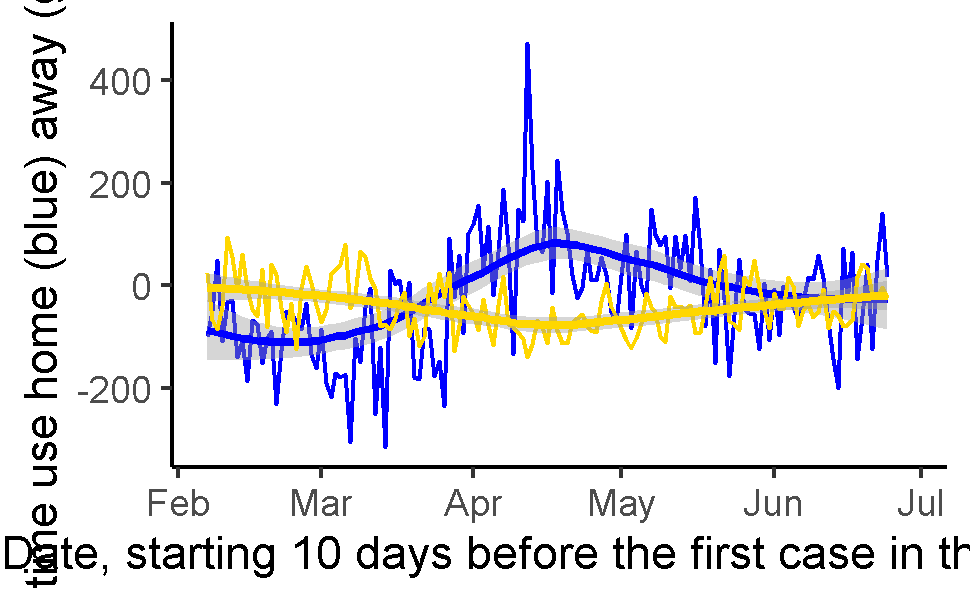 time use home (blue) away (
400
200
0
-200
Feb Mar Apr May Jun Jul
Date, starting 10 days before the first case in th